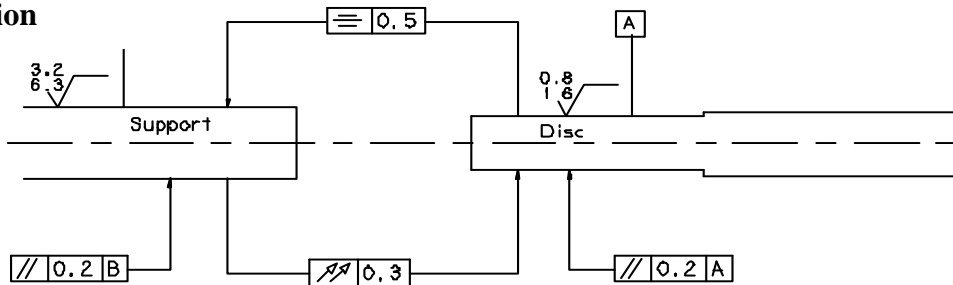 ion
0.5
A
3.2
6.3
0.8
1 6
Support
Disc
// 0.2 B
0.3
// 0.2 A